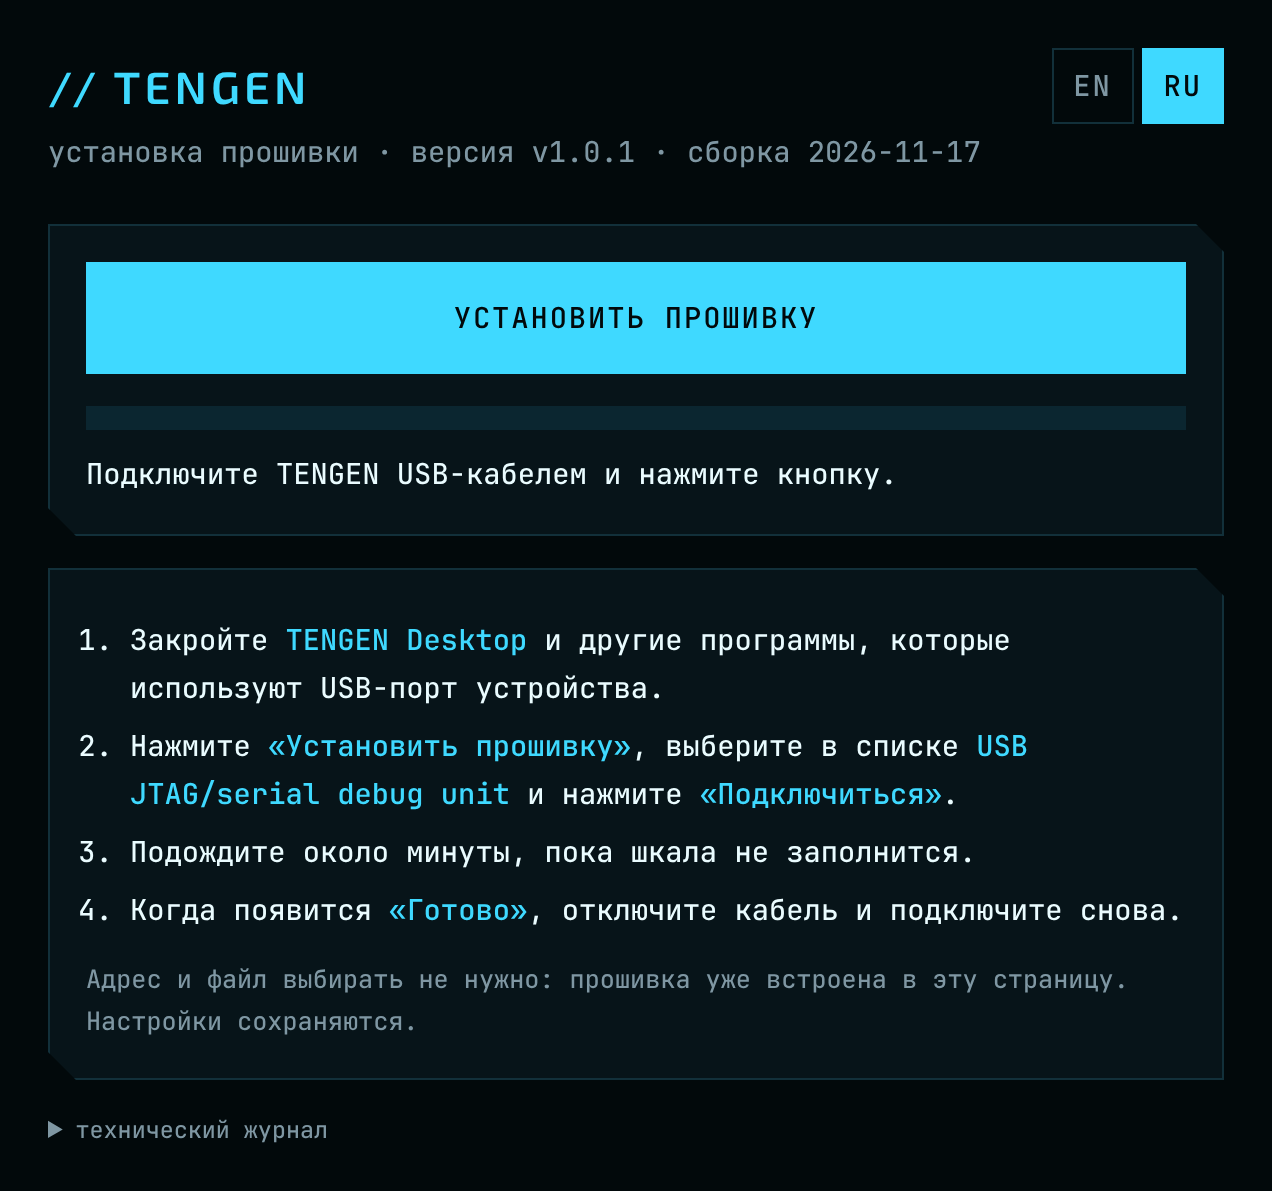 // TENGEN
EN
RU
установка прошивки · версия v1.0.1 · сборка 2026-11-17
УСТАНОВИТЬ ПРОШИВКУ
Подключите TENGEN USB-кабелем и нажмите кнопку.
1. Закройте TENGEN Desktop и другие программы, которые
используют USB-порт устройства.
2. Нажмите «Установить прошивку», выберите в списке USB
JTAG/serial debug unit и нажмите «Подключиться».
3. Подождите около минуты, пока шкала не заполнится.
4. Когда появится «Готово», отключите кабель и подключите снова.
Адрес и файл выбирать не нужно: прошивка уже встроена в эту страницу.
Настройки сохраняются.
технический журнал